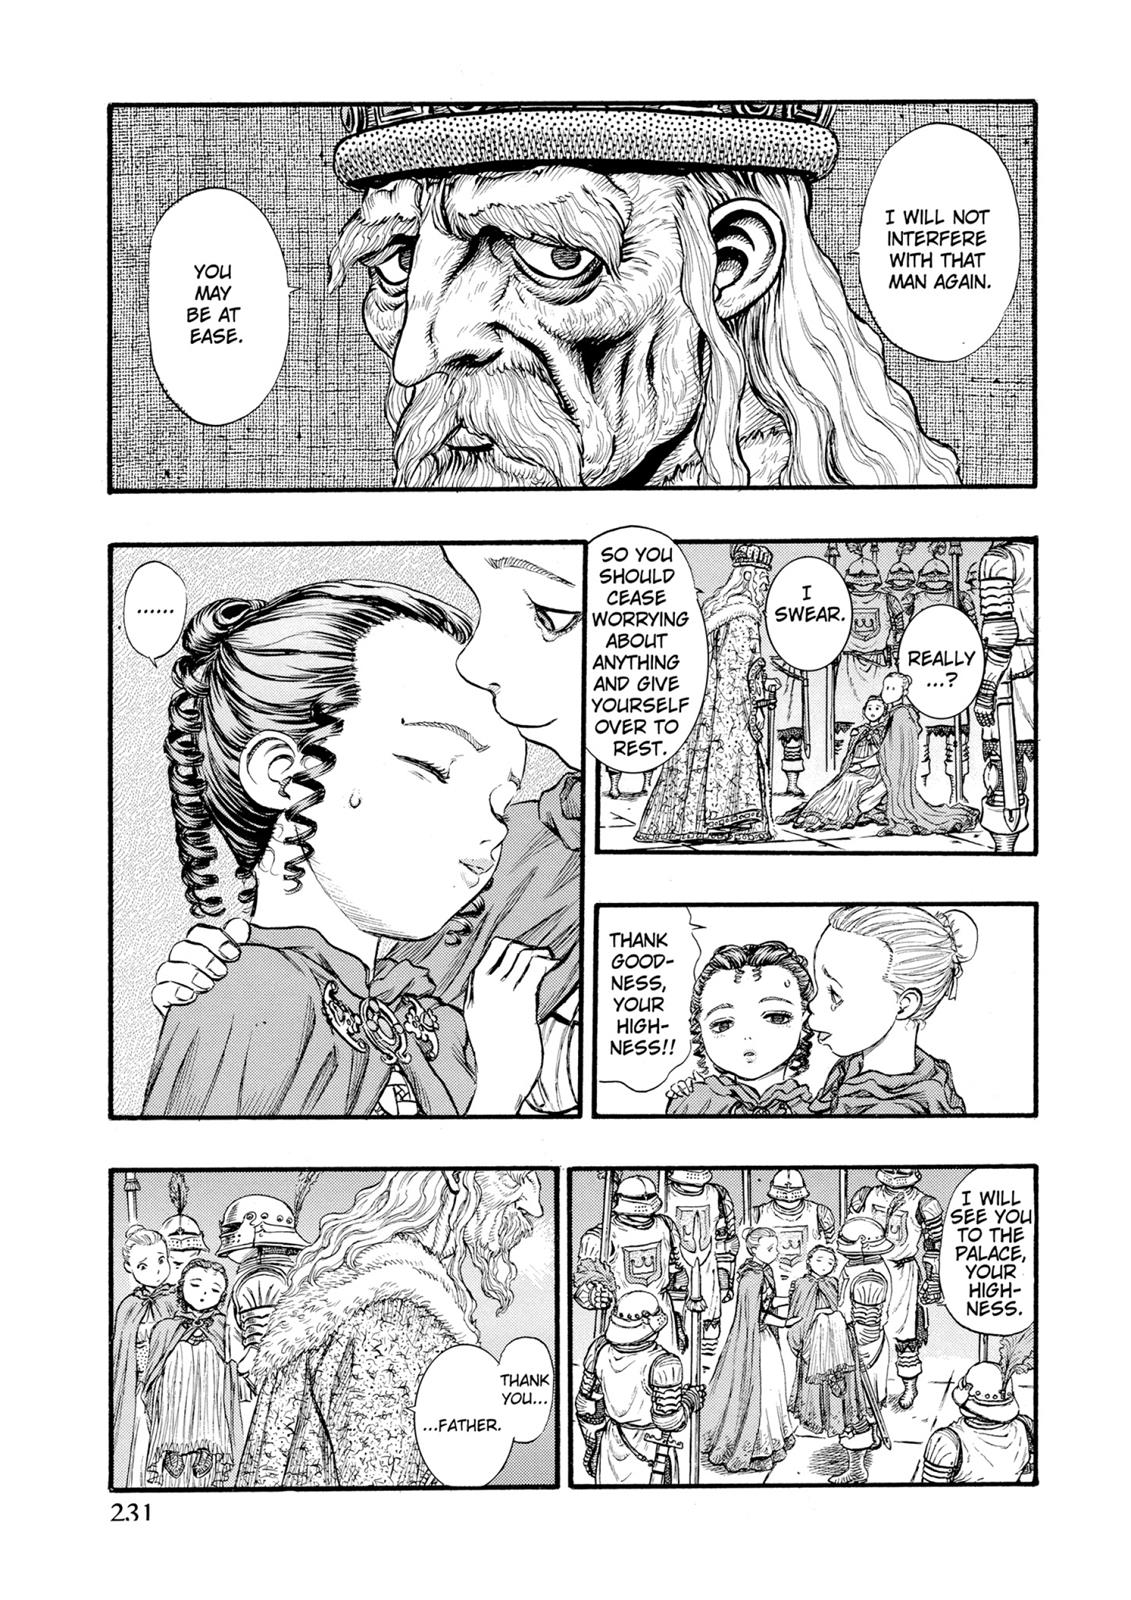 I WILL NOT
INTERFERE
WITH THAT
MAN AGAIN.
YOU
MAY
BE AT
EASE.
REALLY
...?
I
SWEAR.
SO YOU
SHOULD
CEASE
WORRYING
ABOUT
ANYTHING
AND GIVE
YOURSELF
OVER TO
REST.
THANK
GOOD-
NESS,
YOUR
HIGH-
NESS!!
......
I WILL
SEE YOU
TO THE
PALACE,
YOUR
HIGH-
NESS.
THANK
YOU...
...FATHER.
231